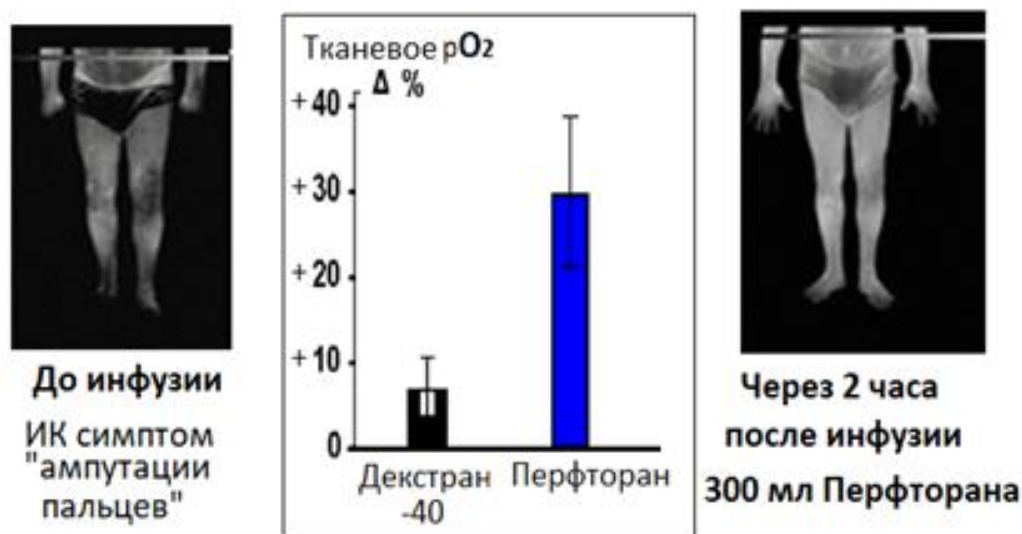 До инфузии
ИК симптом
"ампутации
пальцев"
Тканевое pO2
Δ %
+40
+30
+20
+10
0
Декстран
-40
Перфторан
Через 2 часа
после инфузии
300 мл Перфторана